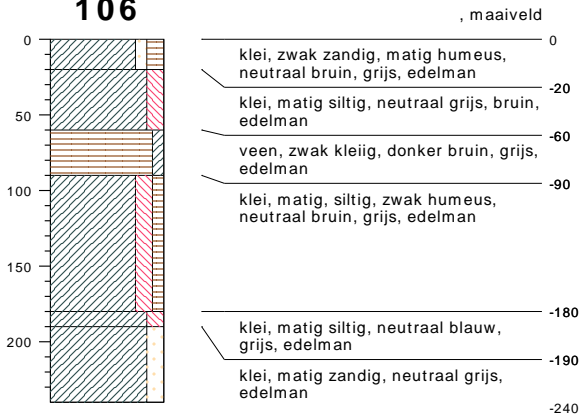 106
, maaiveld
0
0
klei, zwak zandig, matig humeus,
neutraal bruin, grijs, edelman
-20
klei, matig siltig, neutraal grijs, bruin,
edelman
50
-60
veen, zwak kleiig, donker bruin, grijs,
edelman
-90
100
klei, matig, siltig, zwak humeus,
neutraal bruin, grijs, edelman
150
-180
klei, matig siltig, neutraal blauw,
grijs, edelman
200
-190
klei, matig zandig, neutraal grijs,
edelman
-240